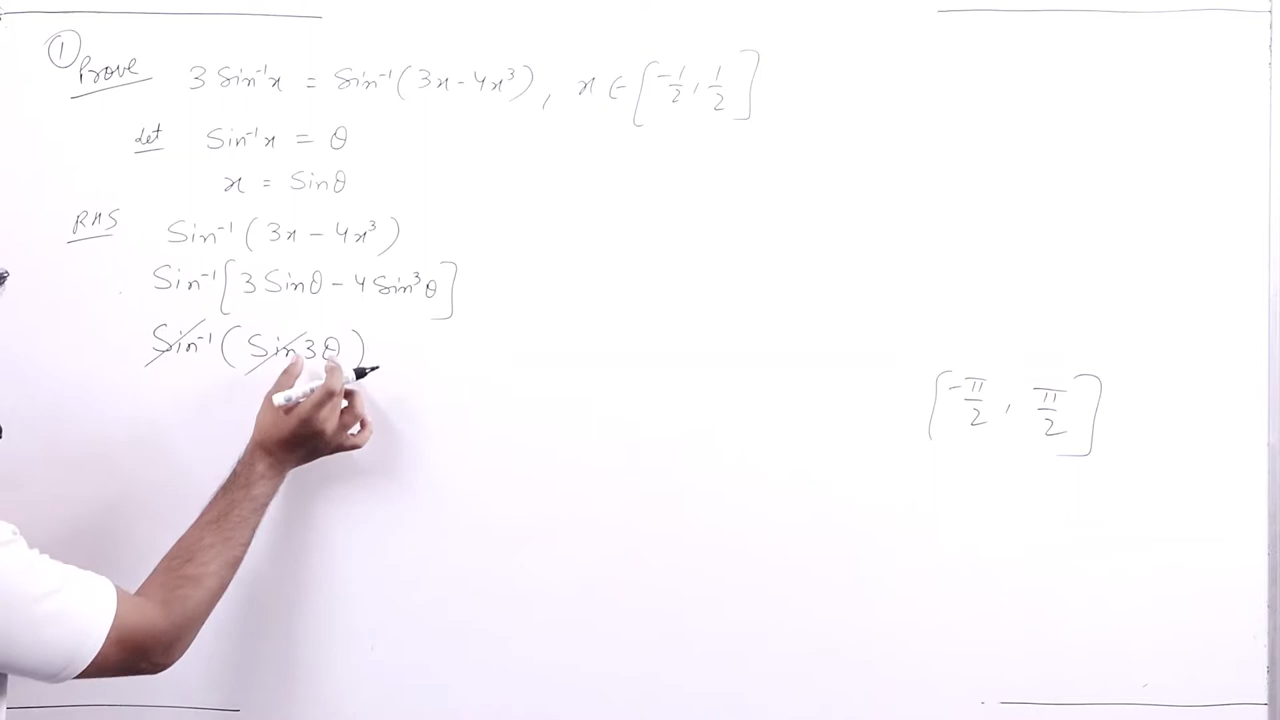 ① Prove 3 Sin⁻¹x = Sin⁻¹(3x - 4x³), x ∈ [-1/2, 1/2]
Let Sin⁻¹x = θ
x = Sinθ
RHS Sin⁻¹(3x - 4x³)
Sin⁻¹[3 Sinθ - 4 Sin³θ]
Sin⁻¹(Sin3θ)
[-π/2, π/2]